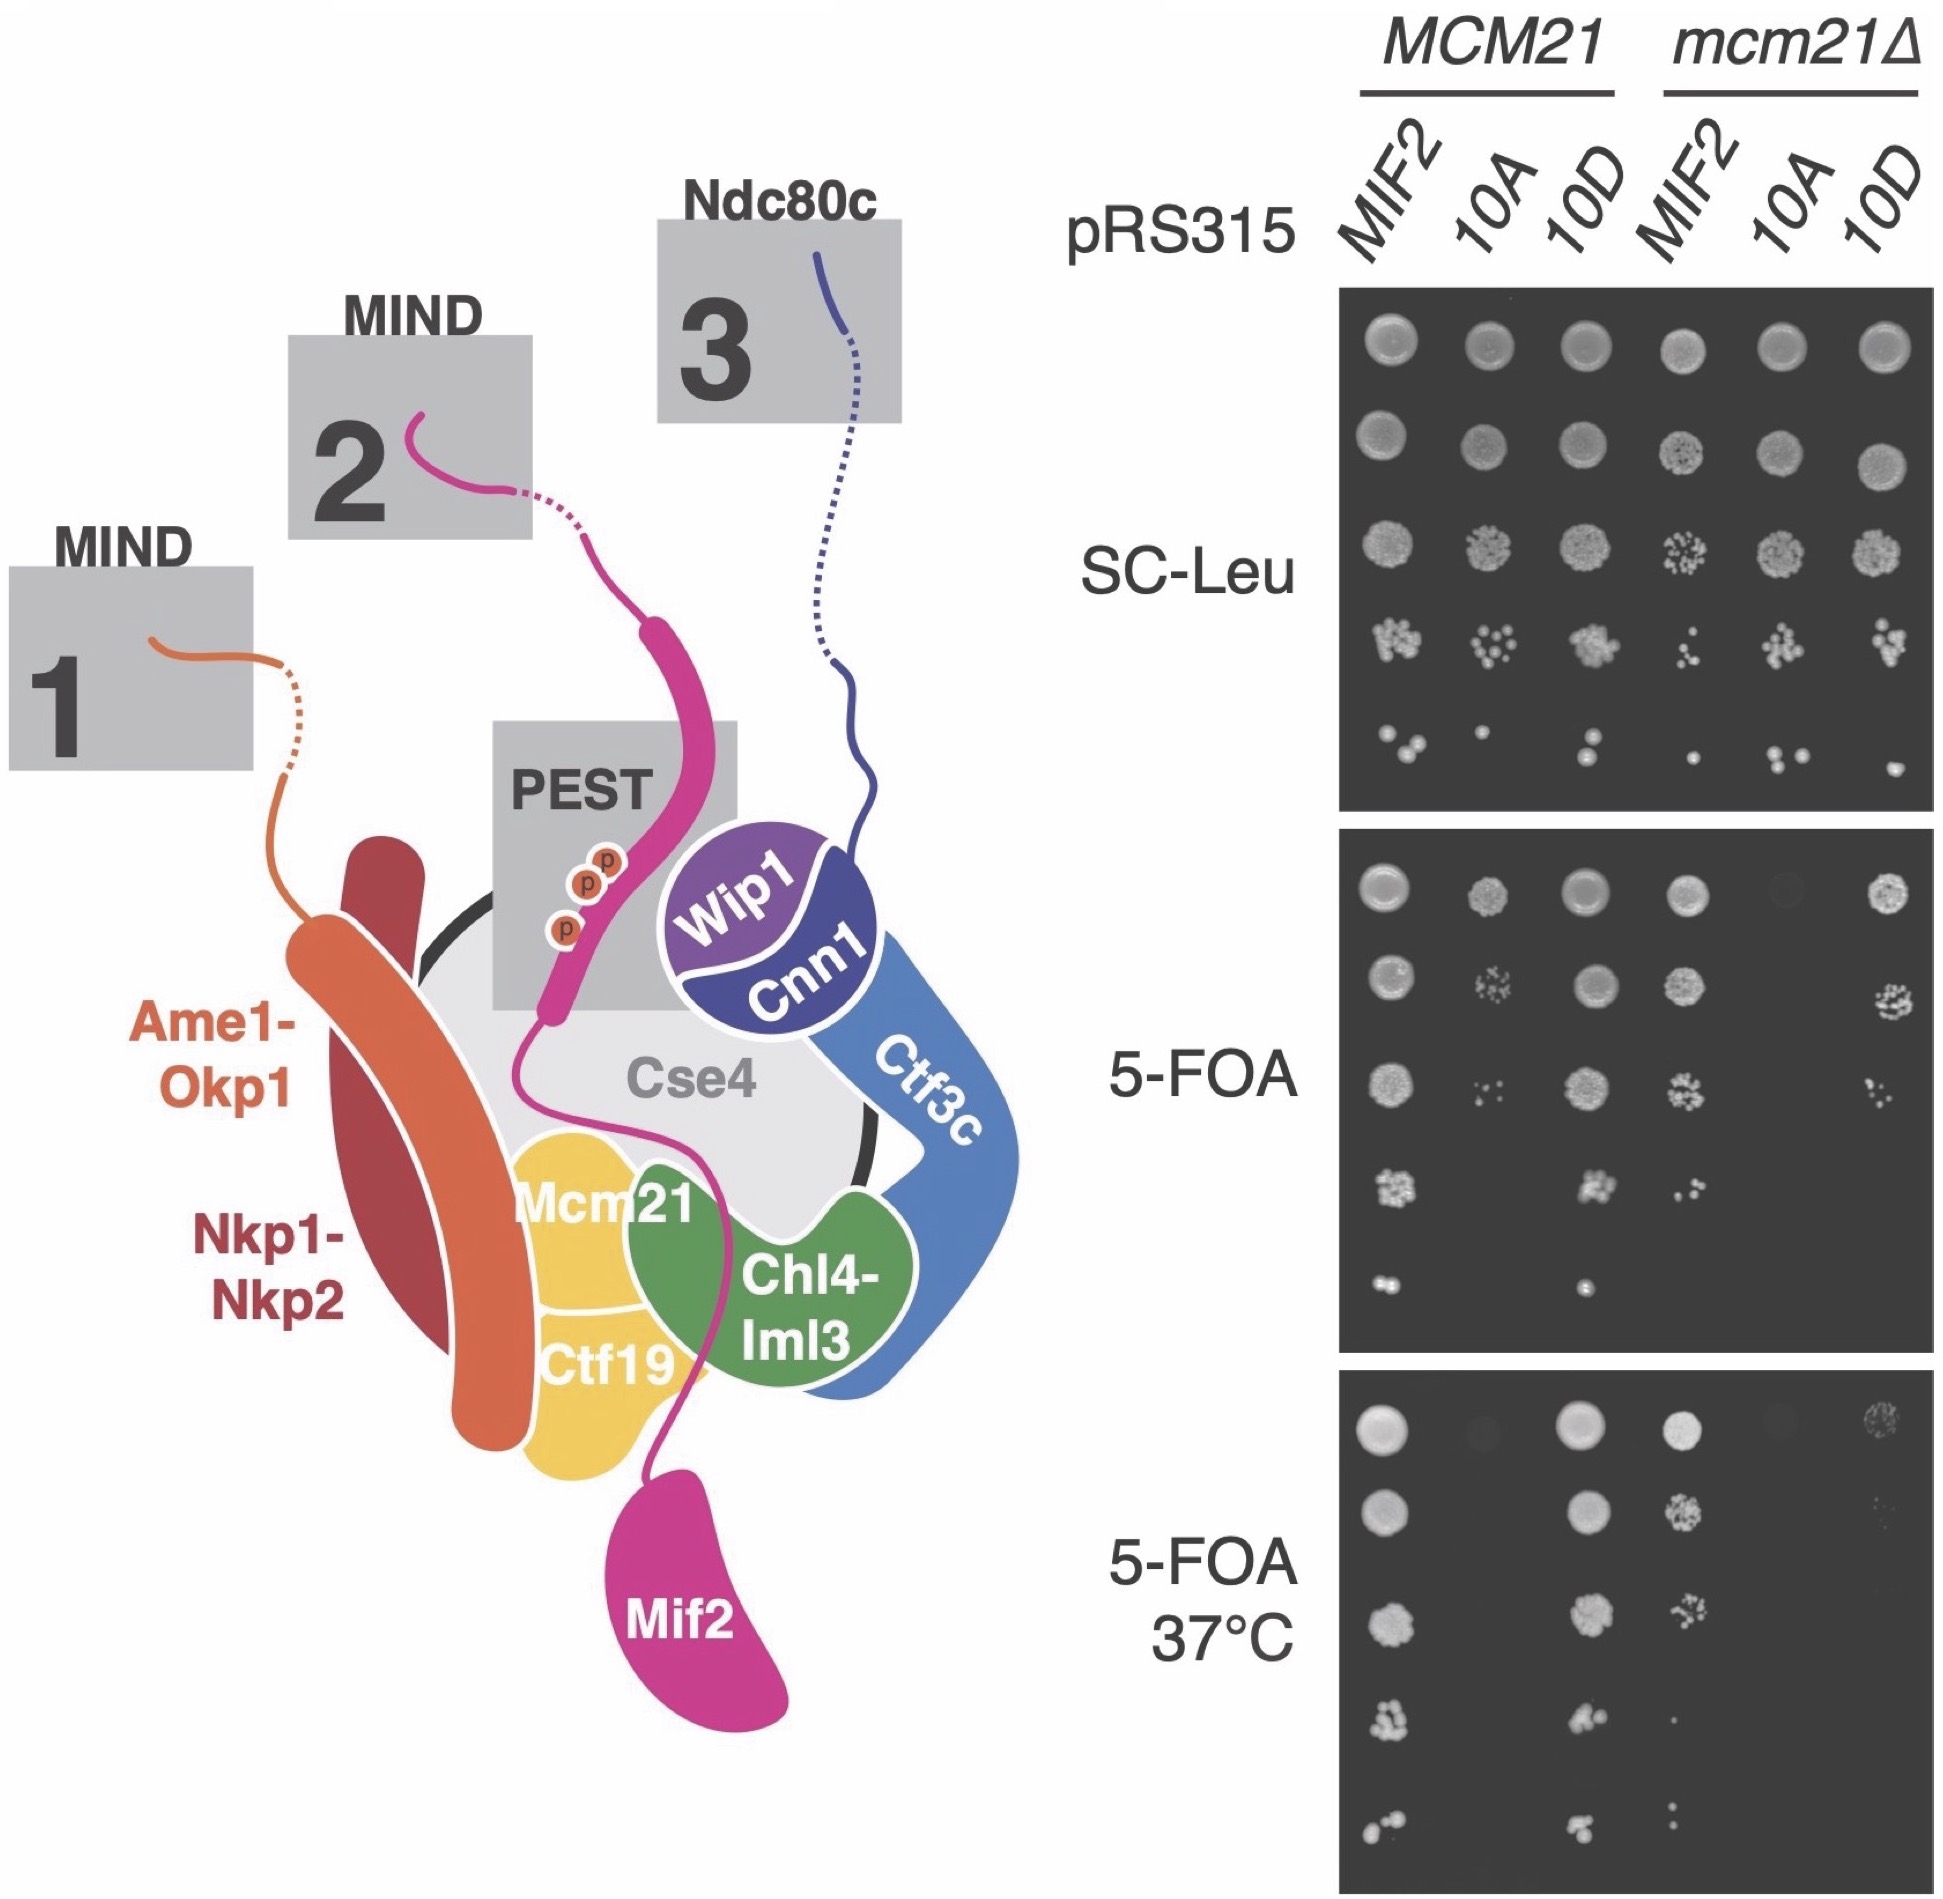 Ndc80c
3
MIND
2
MIND
1
PEST
p
p
p
Wip1
Cnn1
Ame1-
Okp1
Cse4
Ctf3c
Mcm21
Nkp1-
Nkp2
Chl4-
Iml3
Ctf19
Mif2
MCM21 mcm21Δ
pRS315 MIF2 10A 10D MIF2 10A 10D
SC-Leu
5-FOA
5-FOA
37°C